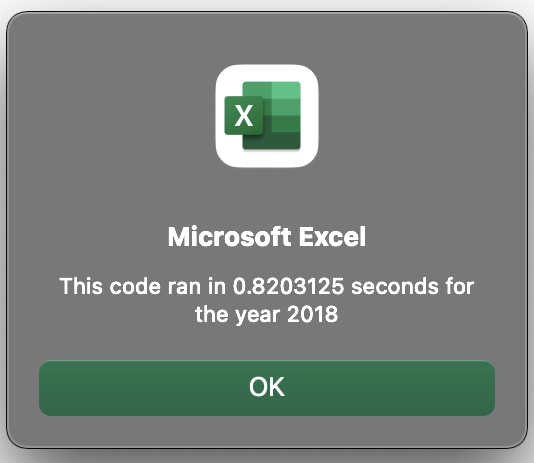 X
Microsoft Excel
This code ran in 0.8203125 seconds for
the year 2018
OK